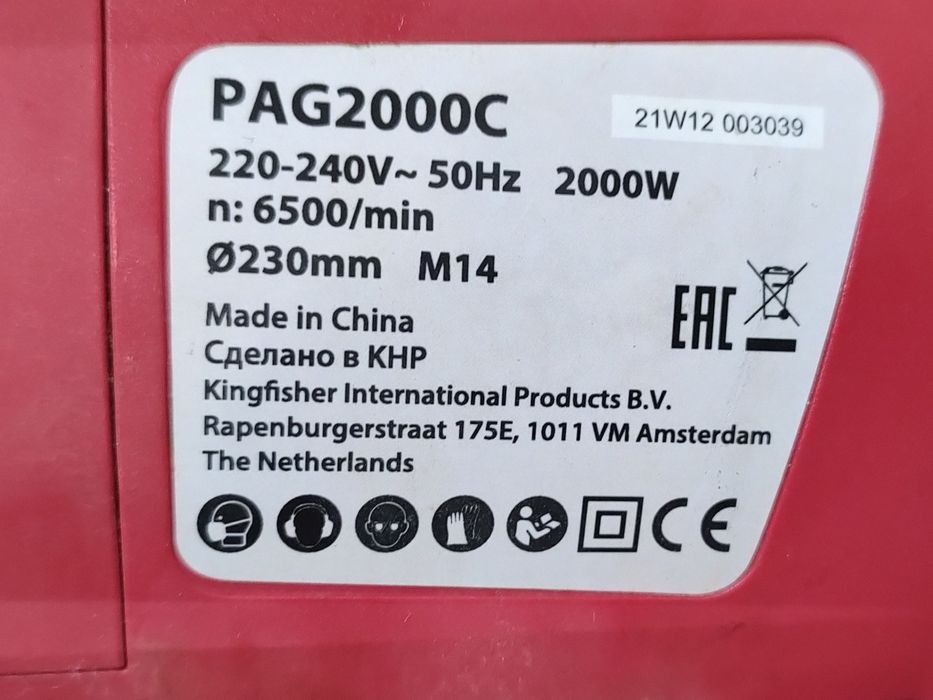 PAG2000C
21W12 003039
220-240V~ 50Hz 2000W
n: 6500/min
Ø230mm M14
Made in China
Сделано в КНР
Kingfisher International Products B.V.
Rapenburgerstraat 175E, 1011 VM Amsterdam
The Netherlands
EAC
CE